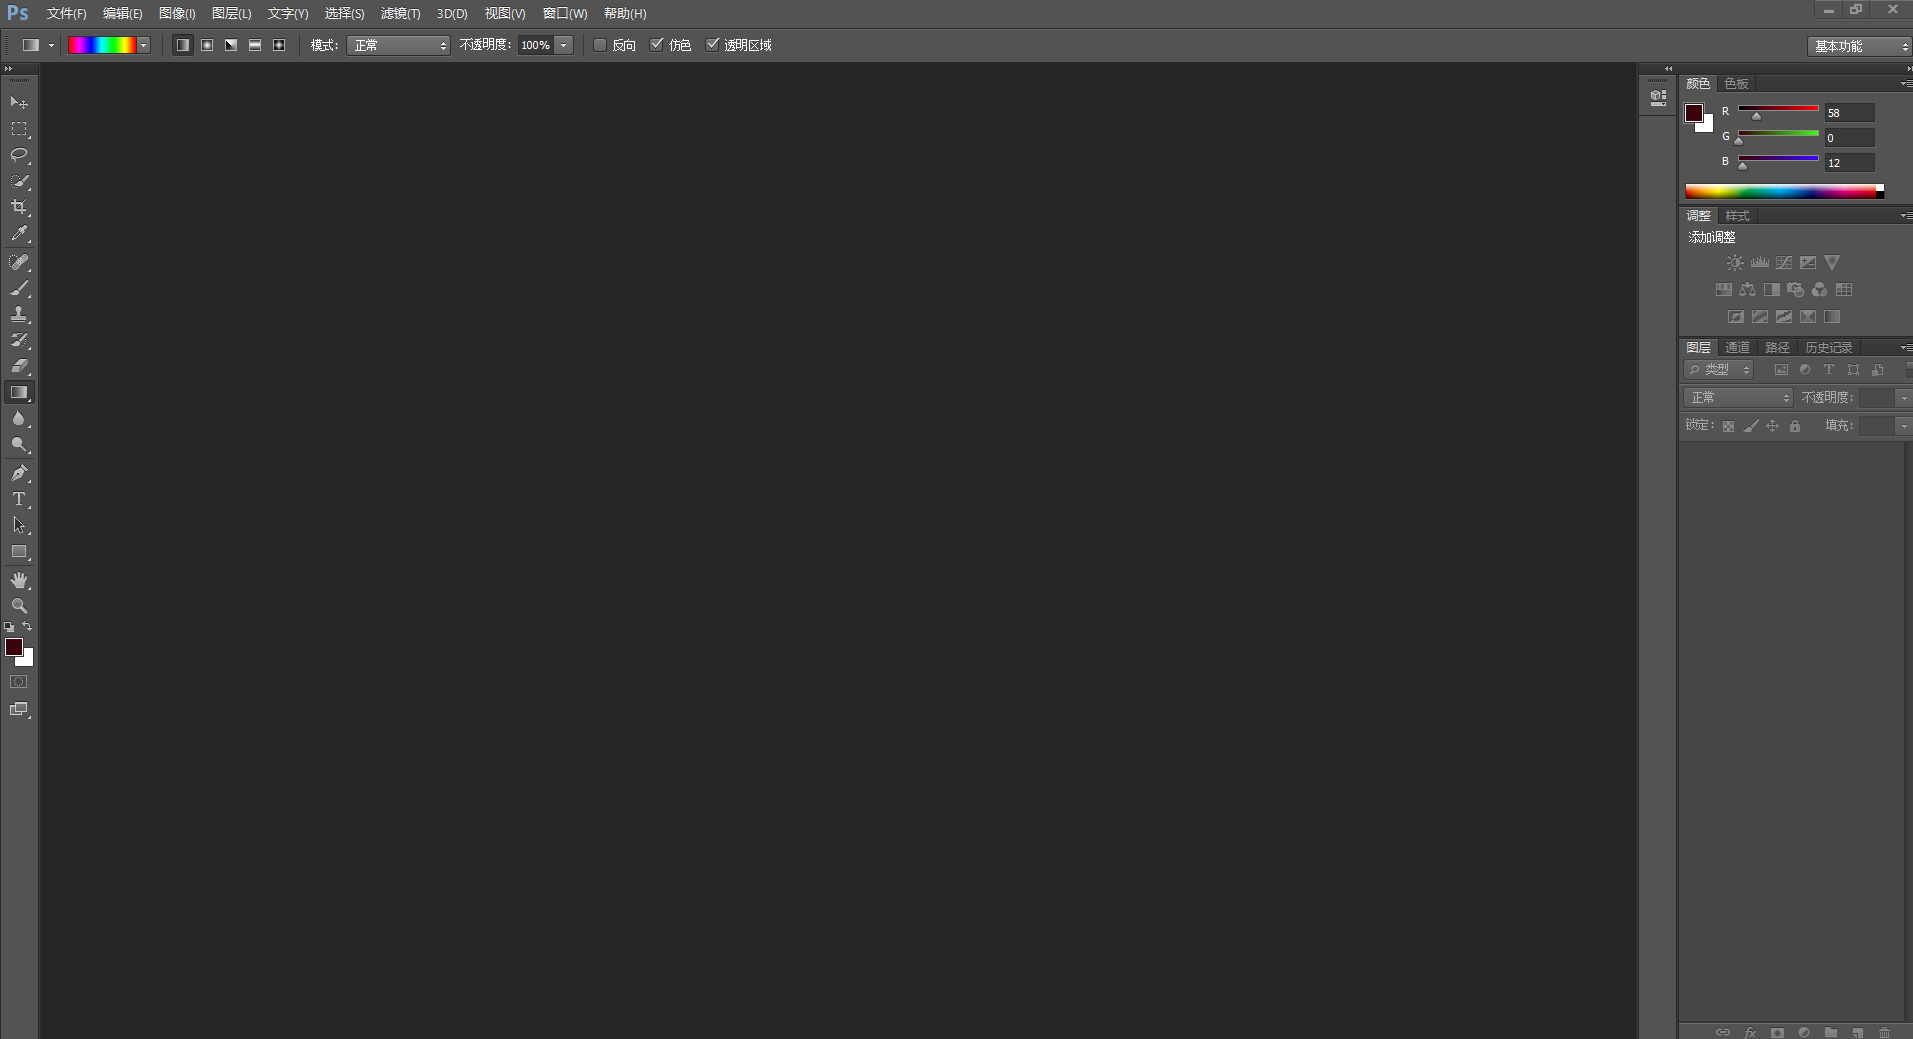 Ps 文件(F) 编辑(E) 图像(I) 图层(L) 文字(Y) 选择(S) 滤镜(T) 3D(D) 视图(V) 窗口(W) 帮助(H)
模式: 正常 不透明度: 100% 反向 仿色 透明区域 基本功能
颜色 色板
R 58
G 0
B 12
调整 样式
添加调整
图层 通道 路径 历史记录
类型 T
正常 不透明度:
锁定: 填充:
T
fx